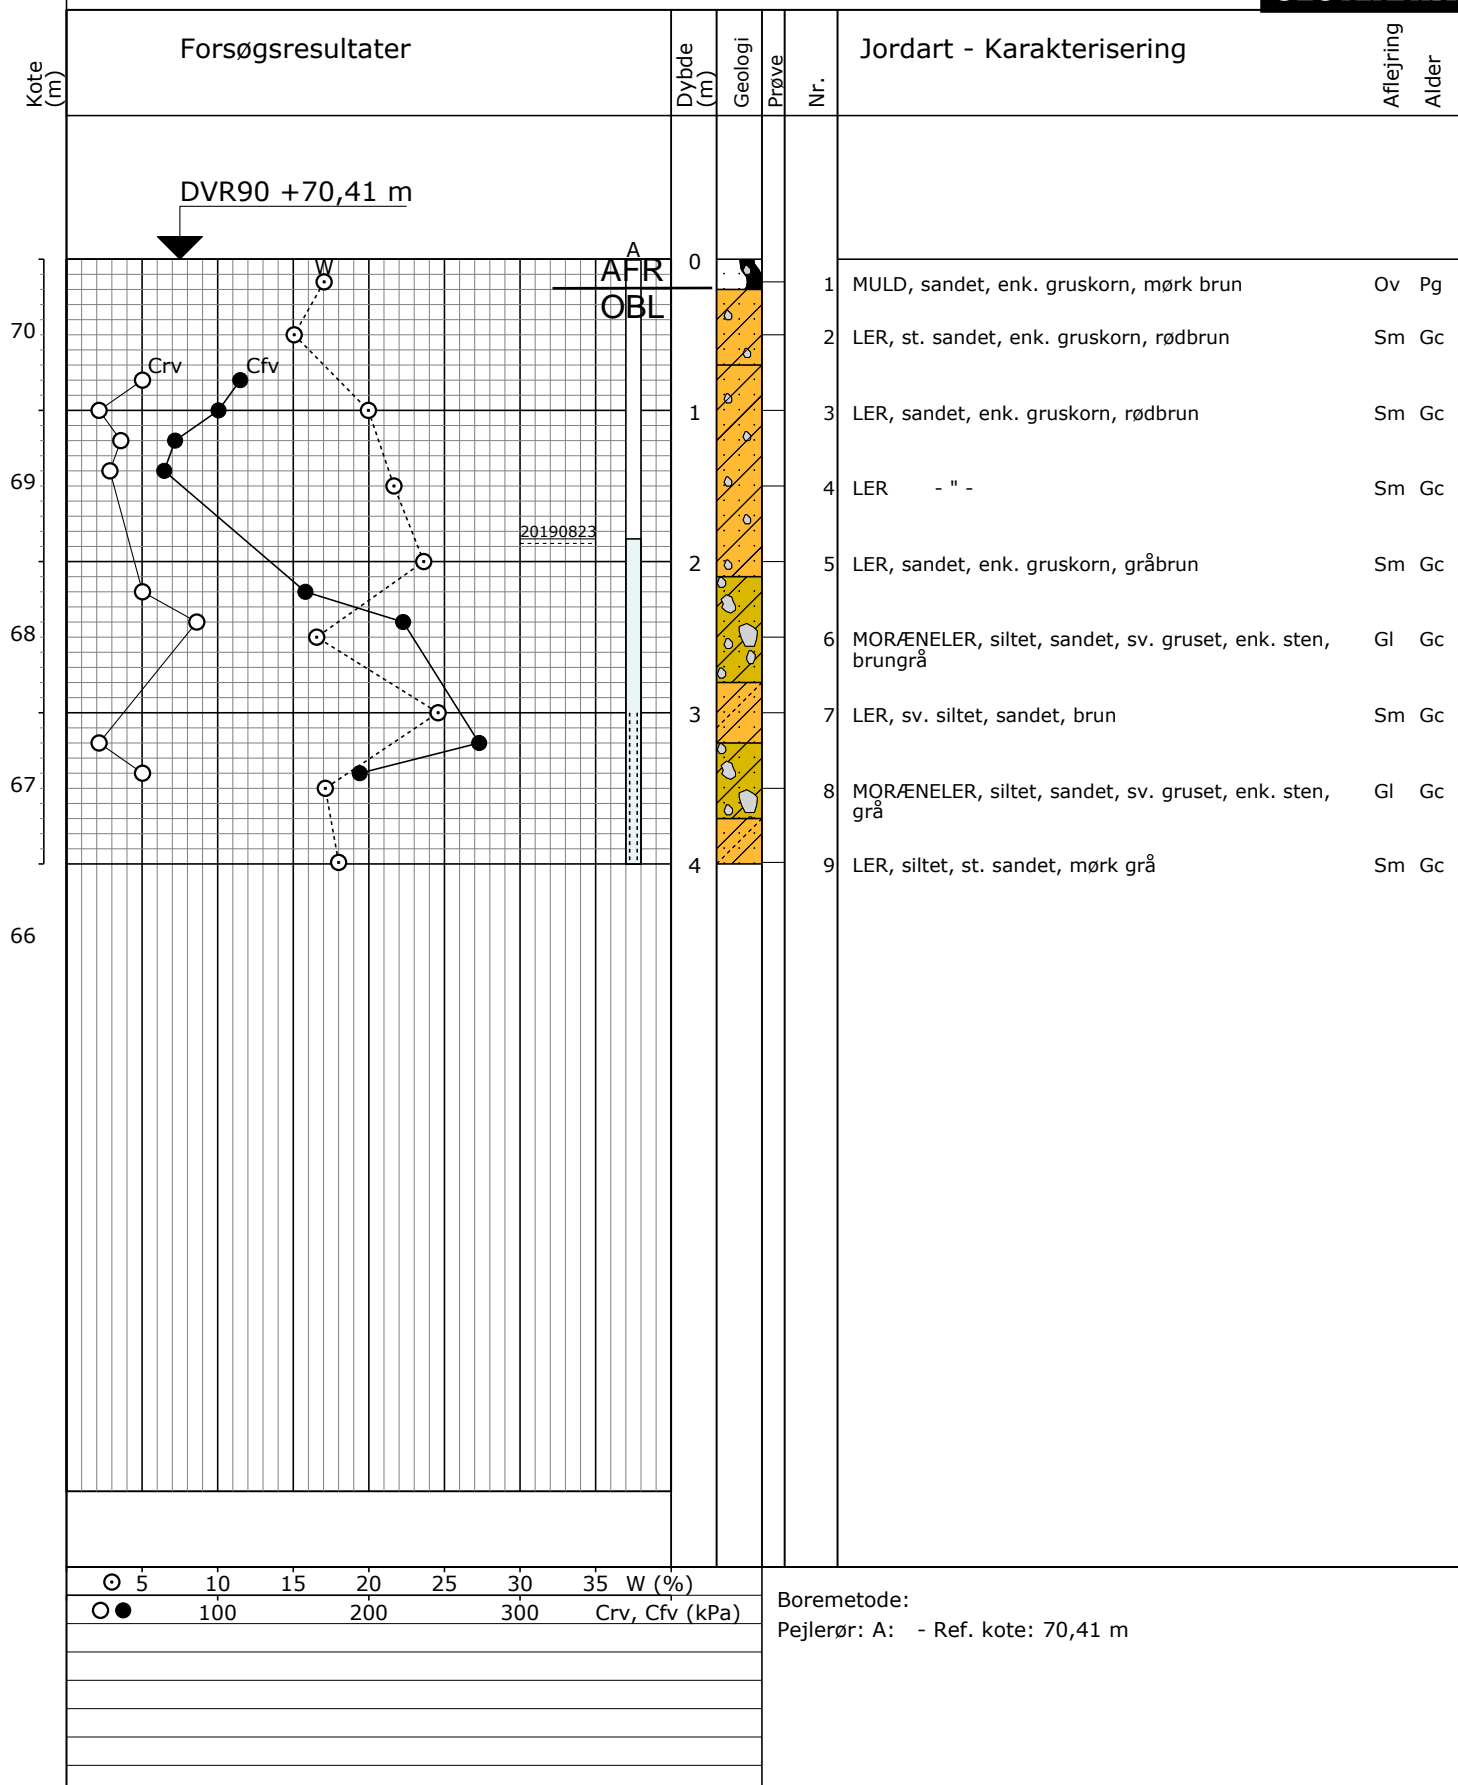 Kote (m)
Forsøgsresultater
Dybde (m)
Geologi
Prøve
Nr.
Jordart - Karakterisering
Aflejring
Alder
DVR90 +70,41 m
A
W
AFR
0
1 MULD, sandet, enk. gruskorn, mørk brun Ov Pg
OBL
70
2 LER, st. sandet, enk. gruskorn, rødbrun Sm Gc
Crv
Cfv
1
3 LER, sandet, enk. gruskorn, rødbrun Sm Gc
69
4 LER - " - Sm Gc
20190823
2
5 LER, sandet, enk. gruskorn, gråbrun Sm Gc
68
6 MORÆNELER, siltet, sandet, sv. gruset, enk. sten, Gl Gc
brungrå
3
7 LER, sv. siltet, sandet, brun Sm Gc
67
8 MORÆNELER, siltet, sandet, sv. gruset, enk. sten, Gl Gc
grå
4
9 LER, siltet, st. sandet, mørk grå Sm Gc
66
5 10 15 20 25 30 35 W (%)
100 200 300 Crv, Cfv (kPa)
Boremetode:
Pejlerør: A: - Ref. kote: 70,41 m